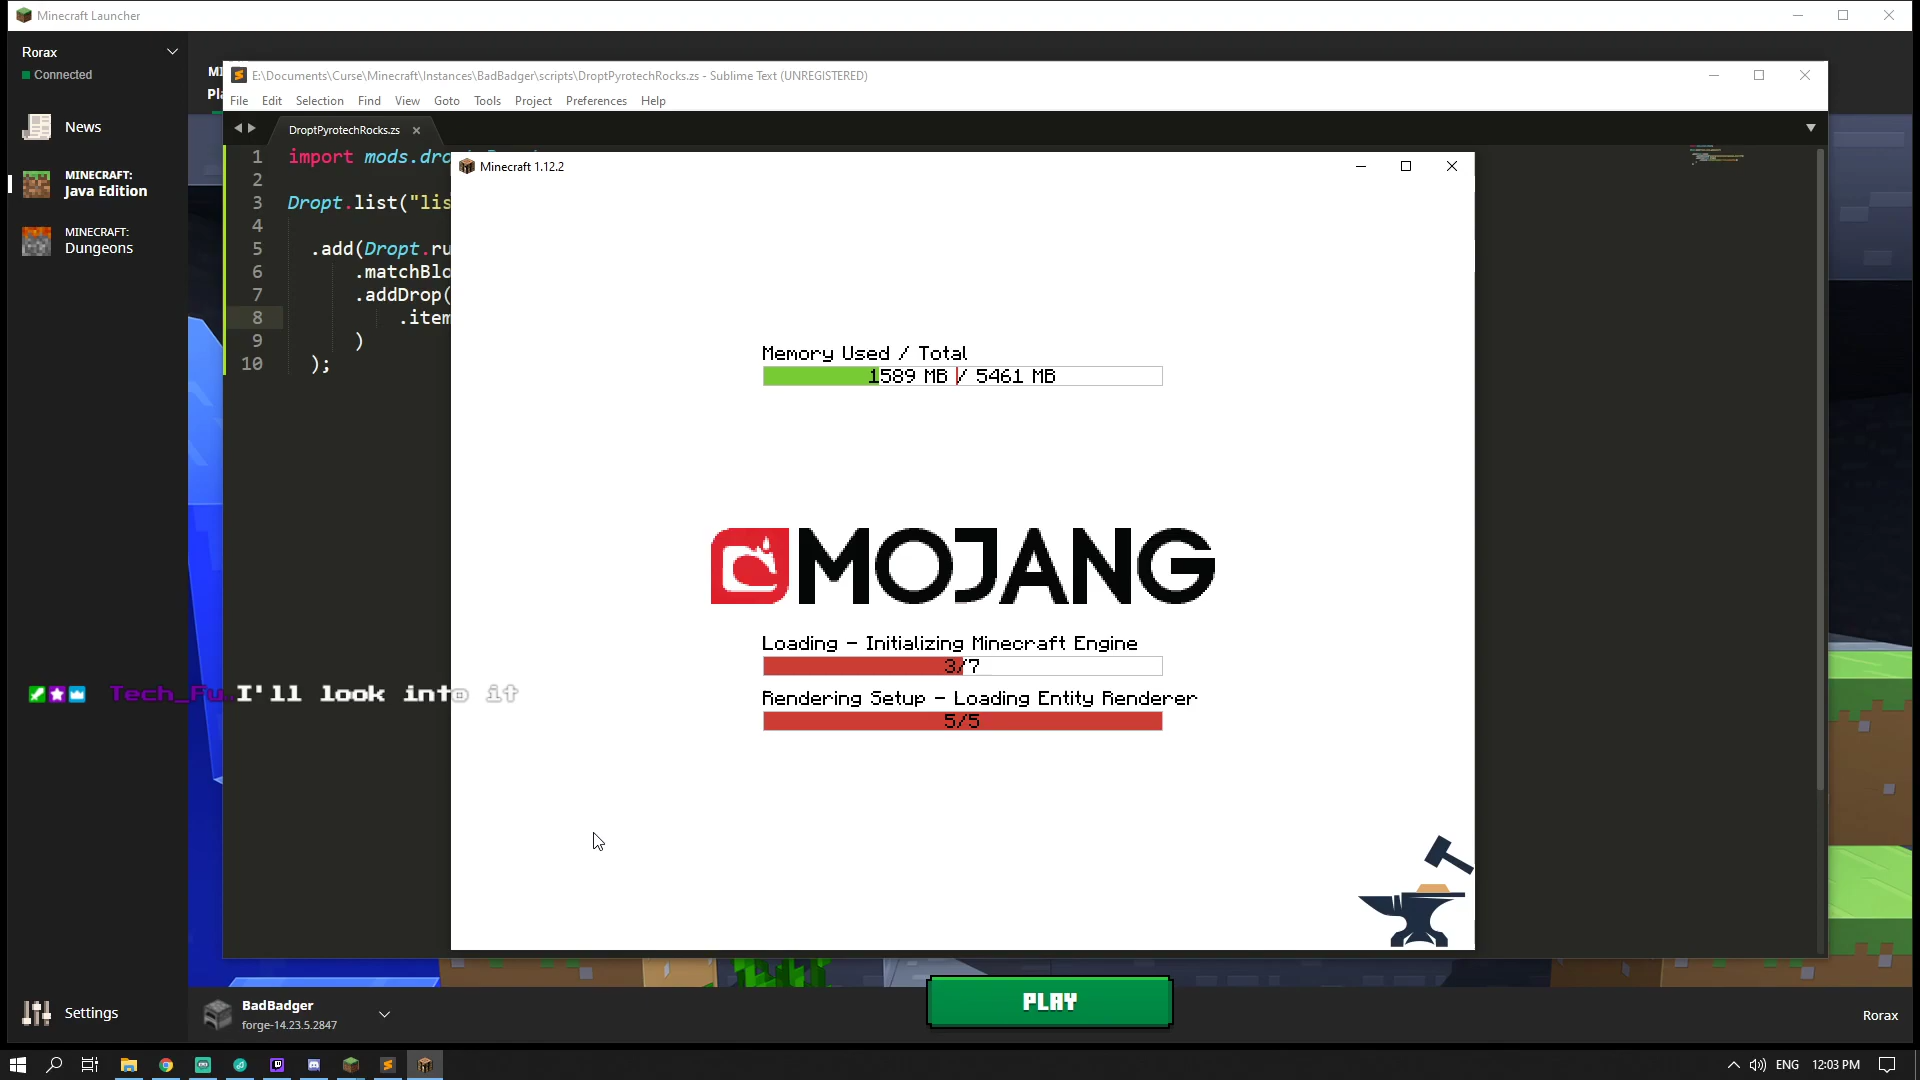 Minecraft Launcher
Rorax
Connected
News
MINECRAFT:
Java Edition
MINECRAFT:
Dungeons
Settings
E:\Documents\Curse\Minecraft\Instances\BadBadger\scripts\DroptPyrotechRocks.zs - Sublime Text (UNREGISTERED)
File Edit Selection Find View Goto Tools Project Preferences Help
DroptPyrotechRocks.zs
1 import mods.dro
2
3 Dropt.list("lis
4
5 .add(Dropt.ru
6 .matchBlo
7 .addDrop(
8 .item
9 )
10 );
Minecraft 1.12.2
Memory Used / Total
1589 MB / 5461 MB
MOJANG
Loading - Initializing Minecraft Engine
3/7
Rendering Setup - Loading Entity Renderer
5/5
Tech_Fu..I'll look into it
BadBadger
forge-14.23.5.2847
PLAY
Rorax
ENG 12:03 PM